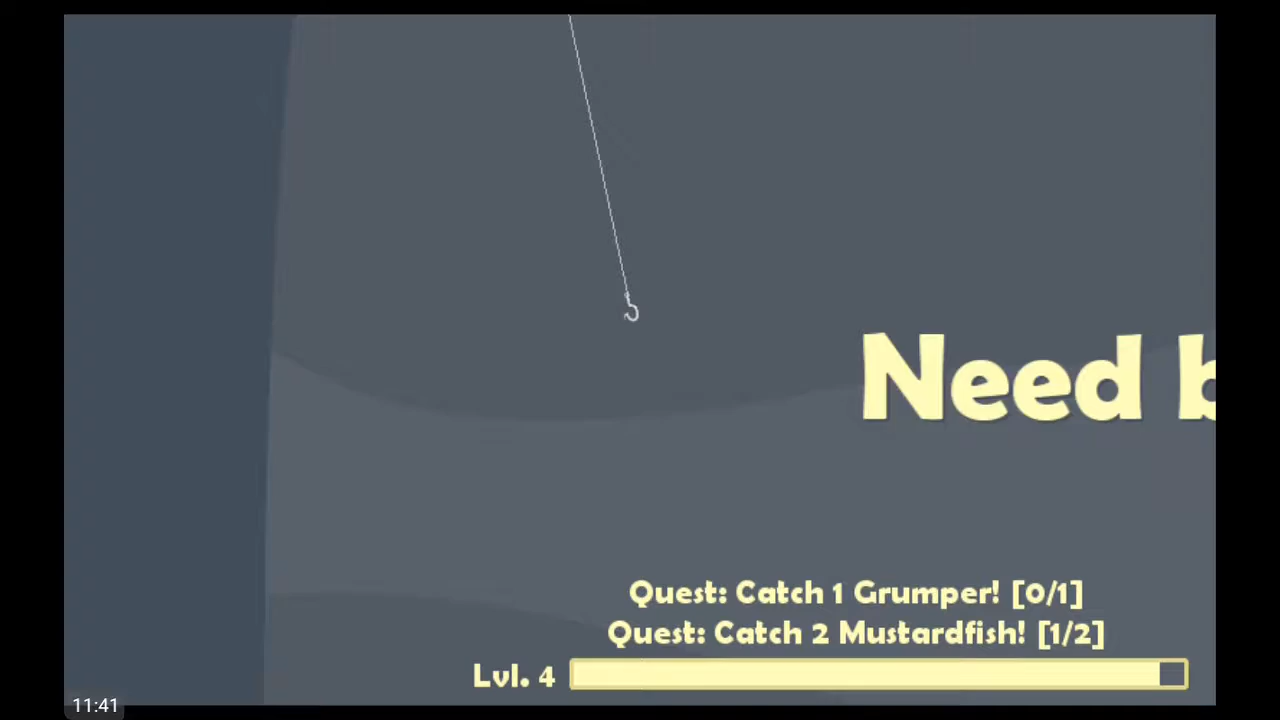 Need b
Quest: Catch 1 Grumper! [0/1]
Quest: Catch 2 Mustardfish! [1/2]
Lvl. 4
11:41